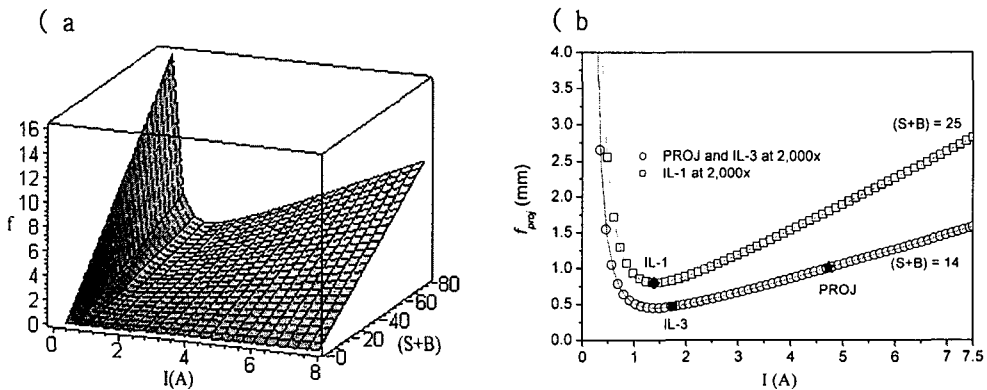 ( a
16
14
12
10
8
6
4
2
0
f
0
2
4
6
8
I(A)
0
20
40
60
80
(S+B)
( b
4.0
3.5
3.0
2.5
2.0
1.5
1.0
0.5
0.0
f_proj (mm)
PROJ and IL-3 at 2,000x
IL-1 at 2,000x
(S+B) = 25
IL-1
(S+B) = 14
PROJ
IL-3
0 1 2 3 4 5 6 7 7.5
I (A)